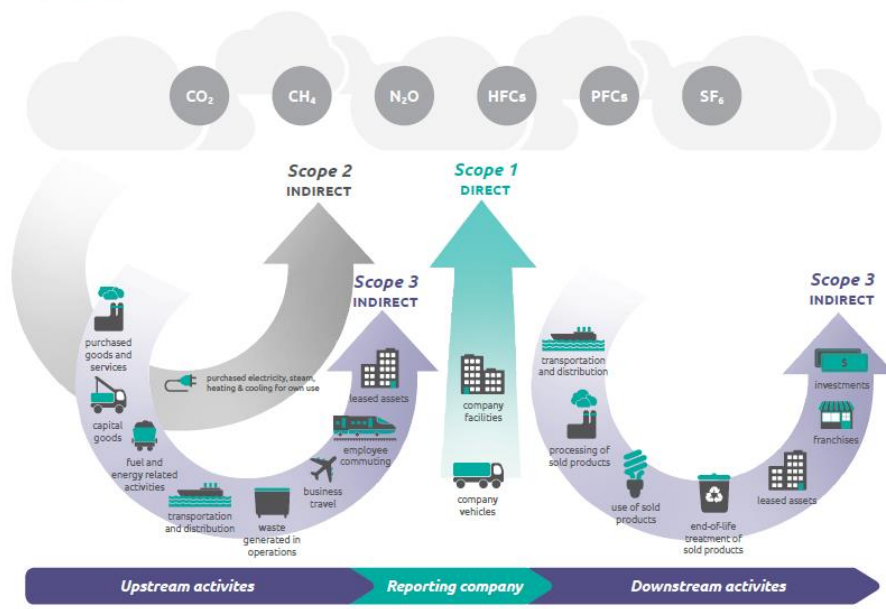 CO₂
CH₄
N₂O
HFCs
PFCs
SF₆
Scope 2
INDIRECT
Scope 1
DIRECT
Scope 3
INDIRECT
Scope 3
INDIRECT
purchased
goods and
services
capital
goods
fuel and
energy related
activities
transportation
and distribution
waste
generated in
operations
business
travel
employee
commuting
leased assets
purchased electricity, steam,
heating & cooling for own use
company
facilities
company
vehicles
transportation
and distribution
processing of
sold products
use of sold
products
end-of-life
treatment of
sold products
leased assets
franchises
$
investments
Upstream activites
Reporting company
Downstream activites